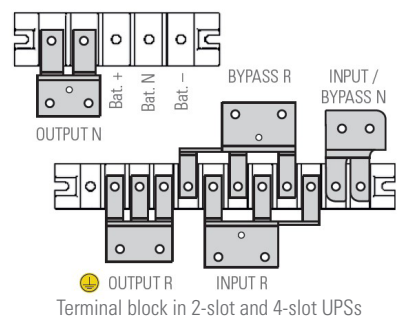 Bat. +
Bat. N
Bat. –
OUTPUT N
BYPASS R
INPUT /
BYPASS N
OUTPUT R
INPUT R
Terminal block in 2-slot and 4-slot UPSs